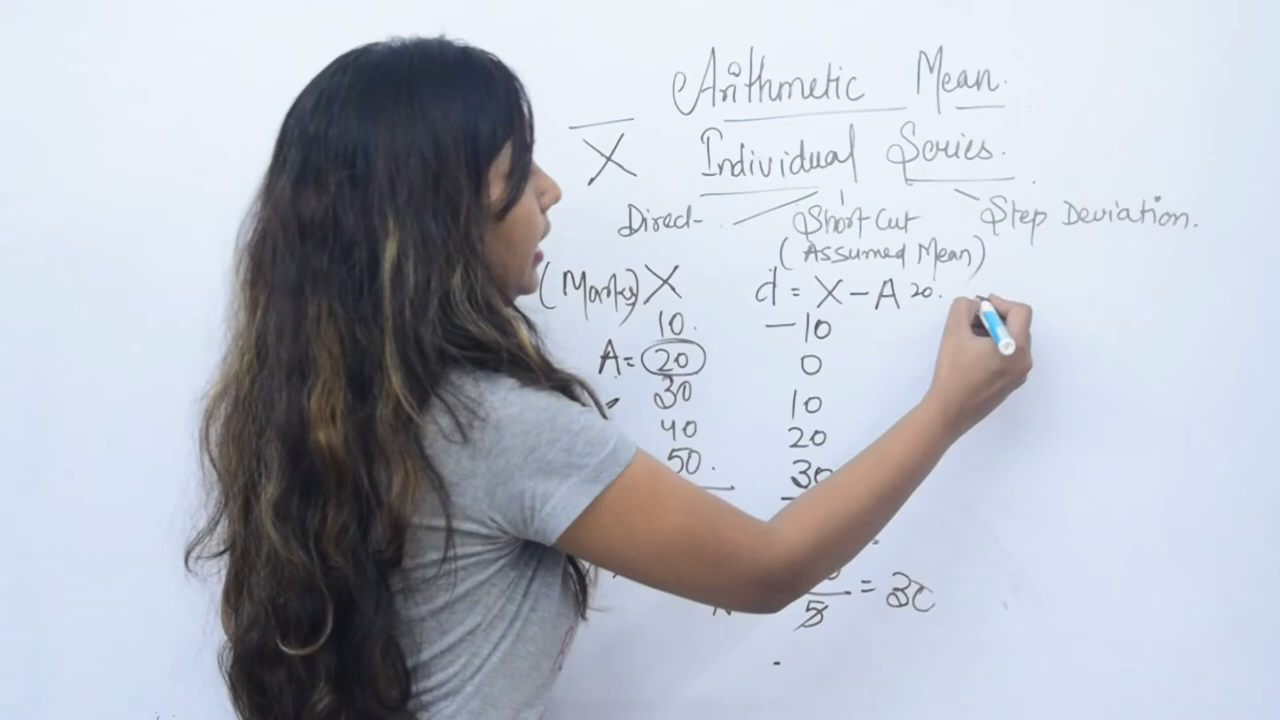 Arithmetic Mean.
X Individual Series.
Direct Short Cut Step Deviation.
(Assumed Mean)
(Marks) X d = X - A 20.
10. -10
A = 20 0
30 10
40 20
50. 30
5 = 30